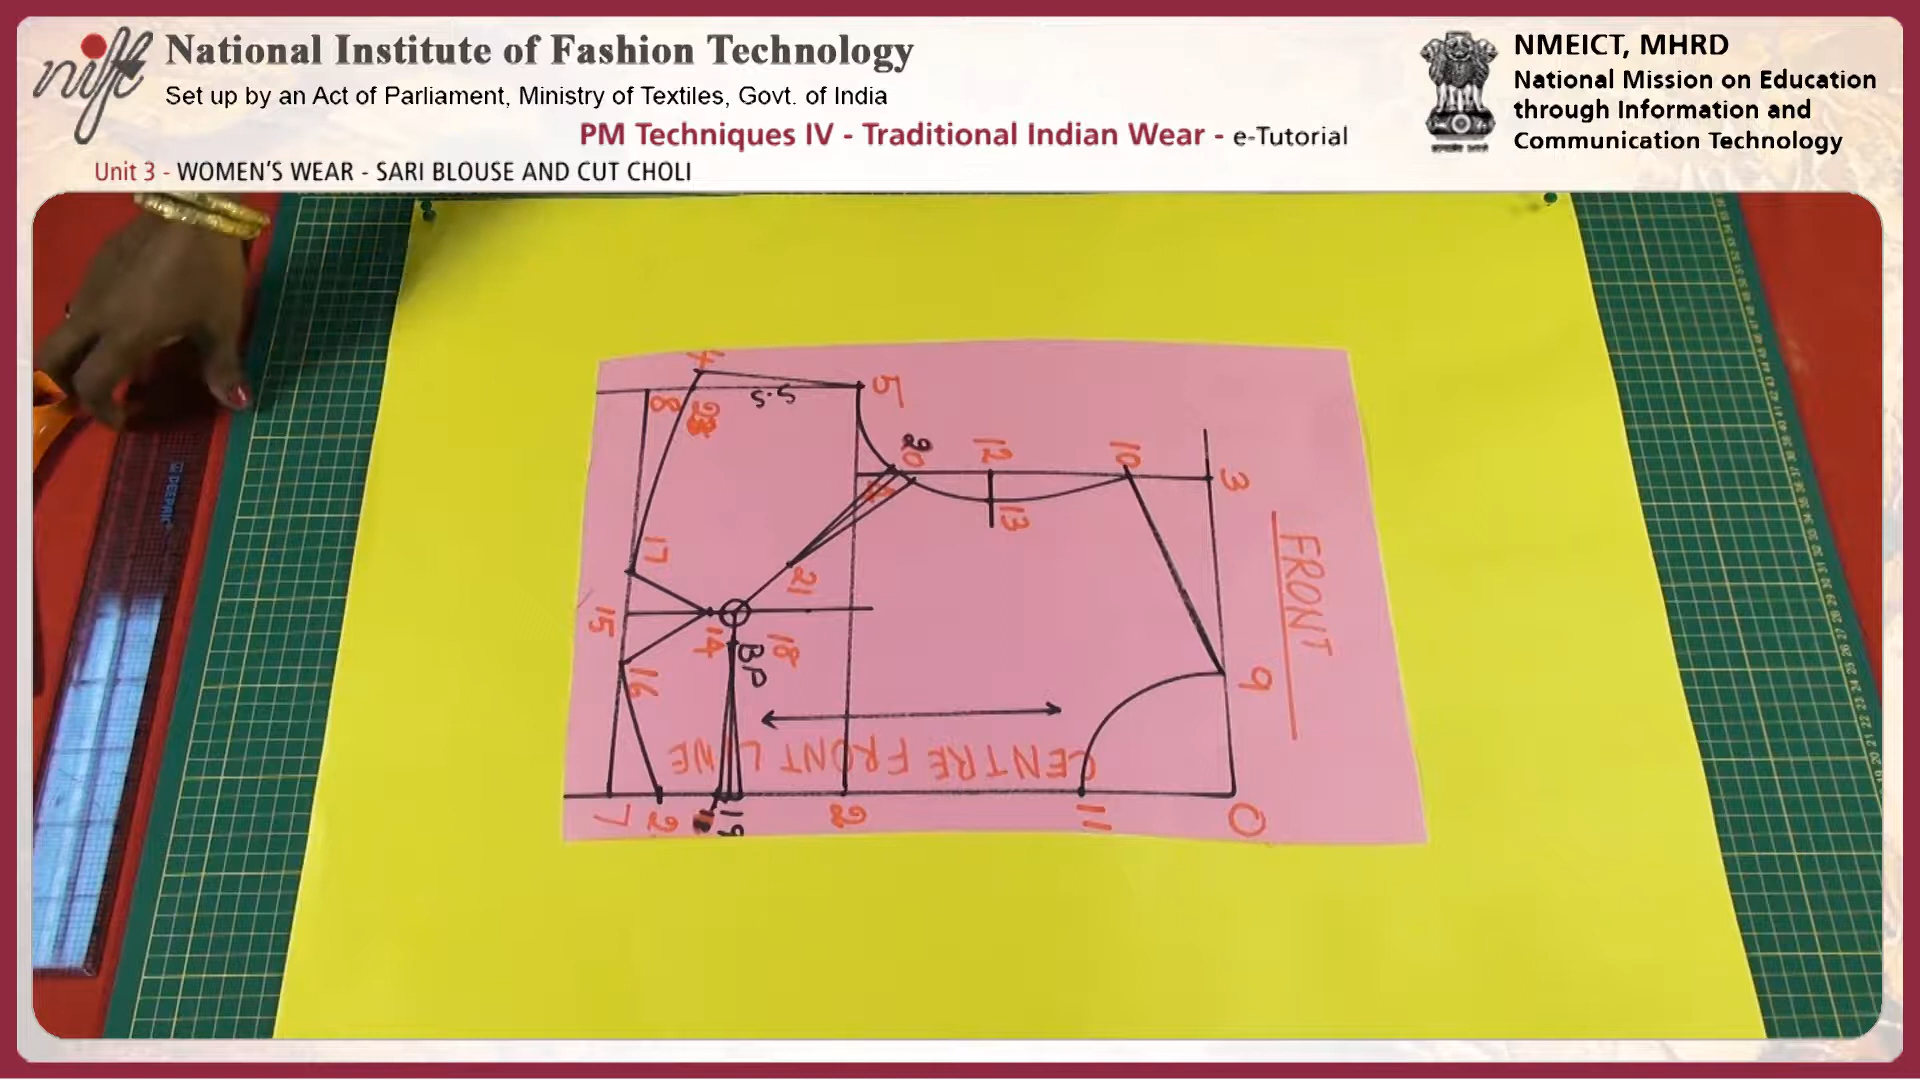 nift
National Institute of Fashion Technology
Set up by an Act of Parliament, Ministry of Textiles, Govt. of India
PM Techniques IV - Traditional Indian Wear - e-Tutorial
Unit 3 - WOMEN'S WEAR - SARI BLOUSE AND CUT CHOLI
NMEICT, MHRD
National Mission on Education
through Information and
Communication Technology
FRONT
CENTRE FRONT LINE
S.S
BP
0
2
3
5
7
8
9
10
11
12
13
14
15
16
17
18
19
20
21